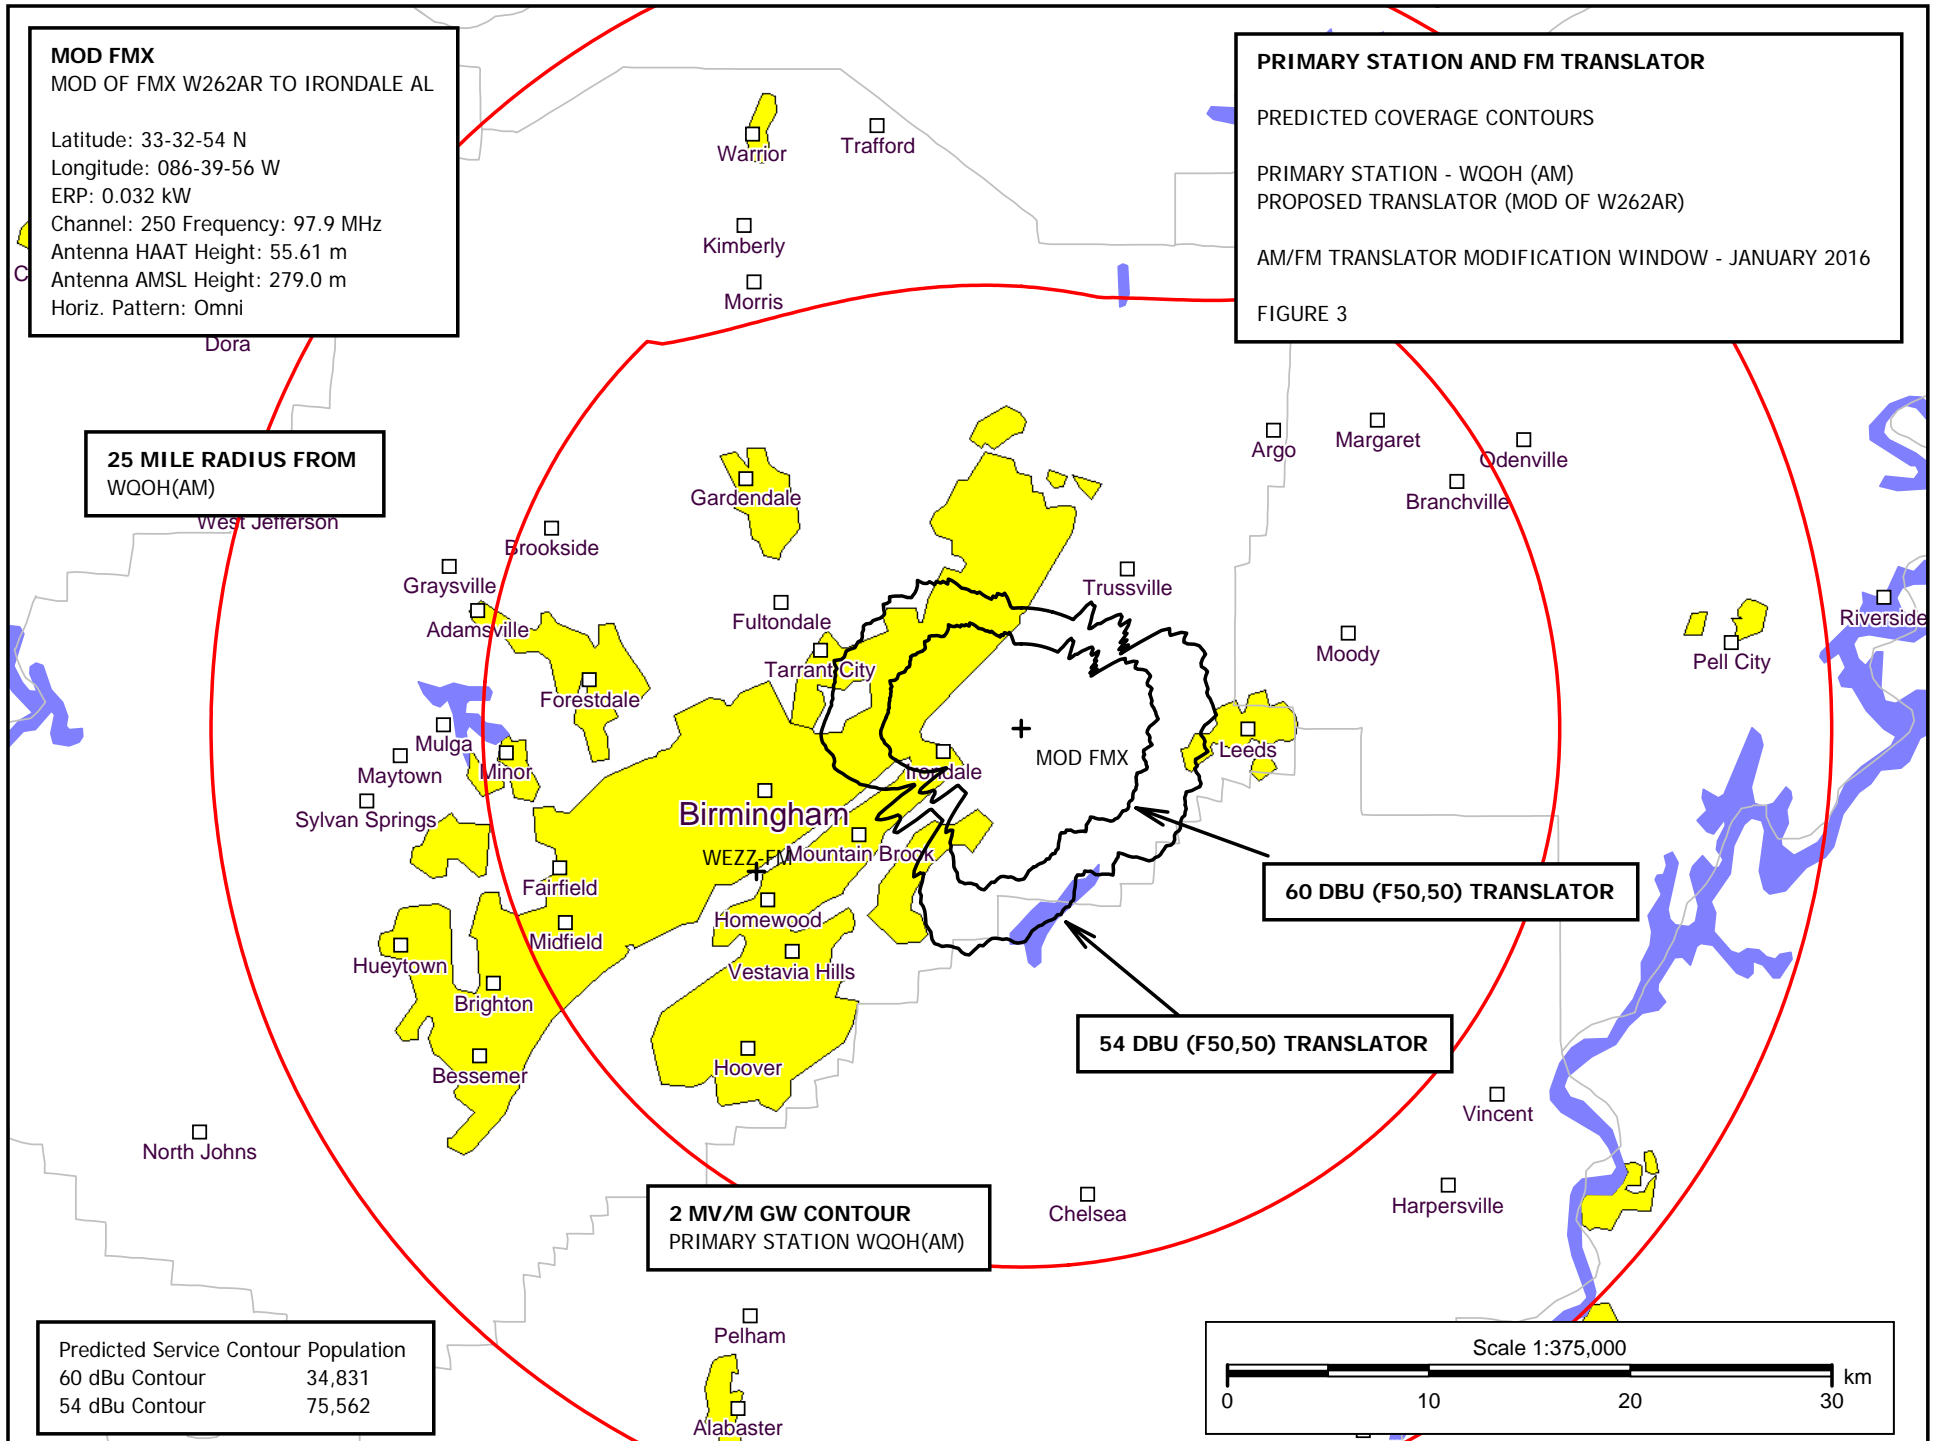 MOD FMX
MOD OF FMX W262AR TO IRONDALE AL
Latitude: 33-32-54 N
Longitude: 086-39-56 W
ERP: 0.032 kW
Channel: 250 Frequency: 97.9 MHz
Antenna HAAT Height: 55.61 m
Antenna AMSL Height: 279.0 m
Horiz. Pattern: Omni
PRIMARY STATION AND FM TRANSLATOR
PREDICTED COVERAGE CONTOURS
PRIMARY STATION - WQOH (AM)
PROPOSED TRANSLATOR (MOD OF W262AR)
AM/FM TRANSLATOR MODIFICATION WINDOW - JANUARY 2016
FIGURE 3
Warrior
Trafford
Kimberly
C
Morris
Dora
25 MILE RADIUS FROM
WQOH(AM)
West Jefferson
Argo
Margaret
Odenville
Branchville
Gardendale
Brookside
Graysville
Adamsville
Fultondale
Trussville
Tarrant City
Moody
Riverside
Pell City
Forestdale
Mulga
Minor
Maytown
Sylvan Springs
Irondale
MOD FMX
Leeds
Birmingham
WEZZ-FM
Mountain Brook
Fairfield
60 DBU (F50,50) TRANSLATOR
Homewood
Midfield
Hueytown
Vestavia Hills
Brighton
54 DBU (F50,50) TRANSLATOR
Hoover
Bessemer
Vincent
North Johns
2 MV/M GW CONTOUR
PRIMARY STATION WQOH(AM)
Chelsea
Harpersville
Pelham
Alabaster
Predicted Service Contour Population
60 dBu Contour 34,831
54 dBu Contour 75,562
Scale 1:375,000
km
0 10 20 30